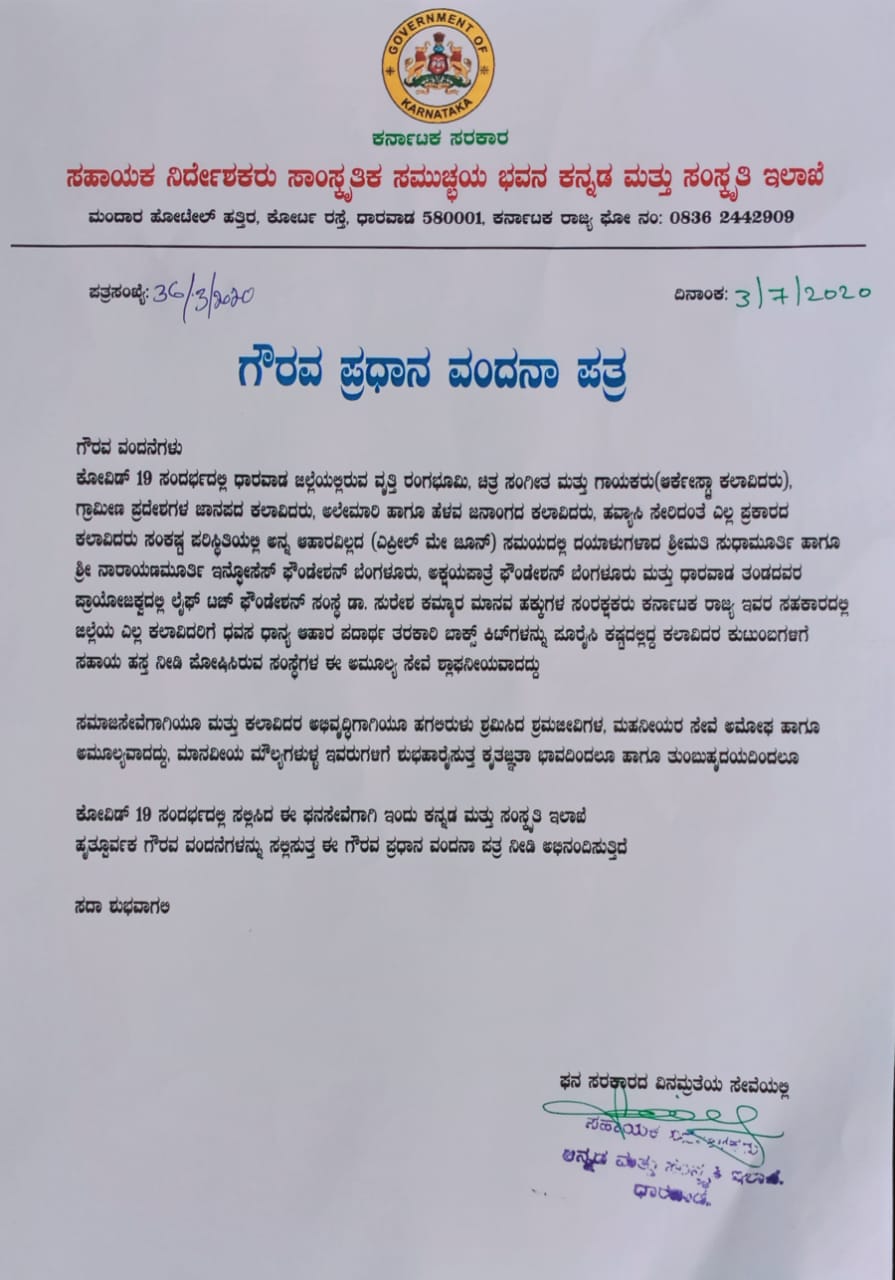 GOVERNMENT OF KARNATAKA
ಕರ್ನಾಟಕ ಸರಕಾರ
ಸಹಾಯಕ ನಿರ್ದೇಶಕರು ಸಾಂಸ್ಕೃತಿಕ ಸಮುಚ್ಛಯ ಭವನ ಕನ್ನಡ ಮತ್ತು ಸಂಸ್ಕೃತಿ ಇಲಾಖೆ
ಮಂದಾರ ಹೋಟೇಲ್ ಹತ್ತಿರ, ಕೋರ್ಟ ರಸ್ತೆ, ಧಾರವಾಡ 580001, ಕರ್ನಾಟಕ ರಾಜ್ಯ ಫೋ ನಂ: 0836 2442909
ಪತ್ರಸಂಖ್ಯೆ: 36/3/2020 ದಿನಾಂಕ: 3/7/2020
ಗೌರವ ಪ್ರಧಾನ ವಂದನಾ ಪತ್ರ
ಗೌರವ ವಂದನೆಗಳು
ಕೋವಿಡ್ 19 ಸಂದರ್ಭದಲ್ಲಿ ಧಾರವಾಡ ಜಿಲ್ಲೆಯಲ್ಲಿರುವ ವೃತ್ತಿ ರಂಗಭೂಮಿ, ಚಿತ್ರ ಸಂಗೀತ ಮತ್ತು ಗಾಯಕರು(ಆರ್ಕೇಸ್ಟ್ರಾ ಕಲಾವಿದರು),
ಗ್ರಾಮೀಣ ಪ್ರದೇಶಗಳ ಜಾನಪದ ಕಲಾವಿದರು, ಅಲೇಮಾರಿ ಹಾಗೂ ಹೆಳವ ಜನಾಂಗದ ಕಲಾವಿದರು, ಹವ್ಯಾಸಿ ಸೇರಿದಂತೆ ಎಲ್ಲ ಪ್ರಕಾರದ
ಕಲಾವಿದರು ಸಂಕಷ್ಟ ಪರಿಸ್ಥಿತಿಯಲ್ಲಿ ಅನ್ನ ಆಹಾರವಿಲ್ಲದ (ಎಪ್ರೀಲ್ ಮೇ ಜೂನ್) ಸಮಯದಲ್ಲಿ ದಯಾಳುಗಳಾದ ಶ್ರೀಮತಿ ಸುಧಾಮೂರ್ತಿ ಹಾಗೂ
ಶ್ರೀ ನಾರಾಯಣಮೂರ್ತಿ ಇನ್ಫೋಸೆಸ್ ಫೌಂಡೇಶನ್ ಬೆಂಗಳೂರು, ಅಕ್ಷಯಪಾತ್ರೆ ಫೌಂಡೇಶನ್ ಬೆಂಗಳೂರು ಮತ್ತು ಧಾರವಾಡ ತಂಡದವರ
ಪ್ರಾಯೋಜಕ್ವದಲ್ಲಿ ಲೈಫ್ ಟಚ್ ಫೌಂಡೇಶನ್ ಸಂಸ್ಥೆ ಡಾ. ಸುರೇಶ ಕಮ್ಮಾರ ಮಾನವ ಹಕ್ಕುಗಳ ಸಂರಕ್ಷಕರು ಕರ್ನಾಟಕ ರಾಜ್ಯ ಇವರ ಸಹಕಾರದಲ್ಲಿ
ಜಿಲ್ಲೆಯ ಎಲ್ಲ ಕಲಾವಿದರಿಗೆ ಧವಸ ಧಾನ್ಯ ಆಹಾರ ಪದಾರ್ಥ ತರಕಾರಿ ಬಾಕ್ಸ್ ಕಿಟ್‌ಗಳನ್ನು ಪೂರೈಸಿ ಕಷ್ಟದಲ್ಲಿದ್ದ ಕಲಾವಿದರ ಕುಟುಂಬಗಳಿಗೆ
ಸಹಾಯ ಹಸ್ತ ನೀಡಿ ಪೋಷಿಸಿರುವ ಸಂಸ್ಥೆಗಳ ಈ ಅಮೂಲ್ಯ ಸೇವೆ ಶ್ಲಾಘನೀಯವಾದದ್ದು
ಸಮಾಜಸೇವೆಗಾಗಿಯೂ ಮತ್ತು ಕಲಾವಿದರ ಅಭಿವೃದ್ಧಿಗಾಗಿಯೂ ಹಗಲಿರುಳು ಶ್ರಮಿಸಿದ ಶ್ರಮಜೀವಿಗಳ, ಮಹನೀಯರ ಸೇವೆ ಅಮೋಘ ಹಾಗೂ
ಅಮೂಲ್ಯವಾದದ್ದು, ಮಾನವೀಯ ಮೌಲ್ಯಗಳುಳ್ಳ ಇವರುಗಳಿಗೆ ಶುಭಹಾರೈಸುತ್ತ ಕೃತಜ್ಞತಾ ಭಾವದಿಂದಲೂ ಹಾಗೂ ತುಂಬುಹೃದಯದಿಂದಲೂ
ಕೋವಿಡ್ 19 ಸಂದರ್ಭದಲ್ಲಿ ಸಲ್ಲಿಸಿದ ಈ ಘನಸೇವೆಗಾಗಿ ಇಂದು ಕನ್ನಡ ಮತ್ತು ಸಂಸ್ಕೃತಿ ಇಲಾಖೆ
ಹೃತ್ಪೂರ್ವಕ ಗೌರವ ವಂದನೆಗಳನ್ನು ಸಲ್ಲಿಸುತ್ತ ಈ ಗೌರವ ಪ್ರಧಾನ ವಂದನಾ ಪತ್ರ ನೀಡಿ ಅಭಿನಂದಿಸುತ್ತಿದೆ
ಸದಾ ಶುಭವಾಗಲಿ
ಘನ ಸರಕಾರದ ವಿನಮ್ರತೆಯ ಸೇವೆಯಲ್ಲಿ
ಸಹಾಯಕ
ಕನ್ನಡ ಮತ್ತು ಸಂಸ್ಕೃತಿ ಇಲಾಖೆ.
ಧಾರವಾಡ.